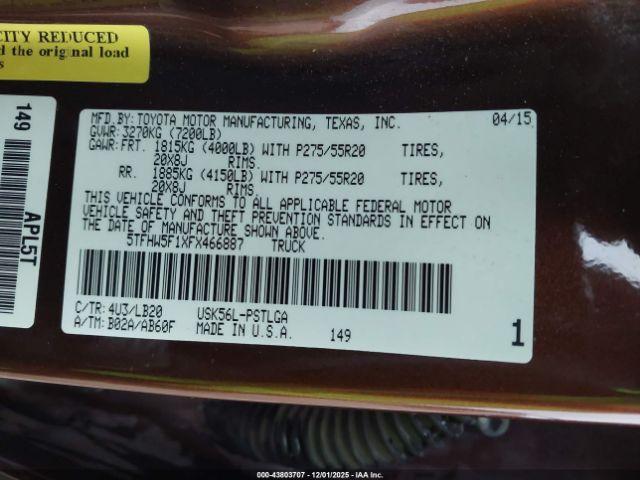 CITY REDUCED
d the original load
s
149
APL5T
MFD.BY: TOYOTA MOTOR MANUFACTURING, TEXAS, INC. 04/15
GVWR: 3270KG (7200LB)
GAWR: FRT. 1815KG (4000LB) WITH P275/55R20 TIRES,
20X8J RIMS.
RR. 1885KG (4150LB) WITH P275/55R20 TIRES,
20X8J RIMS.
THIS VEHICLE CONFORMS TO ALL APPLICABLE FEDERAL MOTOR
VEHICLE SAFETY AND THEFT PREVENTION STANDARDS IN EFFECT ON
THE DATE OF MANUFACTURE SHOWN ABOVE.
5TFHW5F1XFX466887 TRUCK
C/TR: 4U3/LB20 USK56L-PSTLGA
A/TM: B02A/AB60F MADE IN U.S.A. 149 1
000-43803707 - 12/01/2025 - IAA Inc.